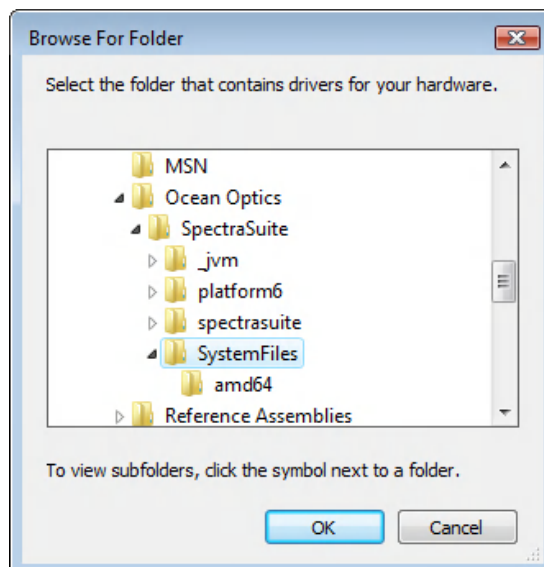 Browse For Folder
Select the folder that contains drivers for your hardware.
MSN
Ocean Optics
SpectraSuite
_jvm
platform6
spectrasuite
SystemFiles
amd64
Reference Assemblies
To view subfolders, click the symbol next to a folder.
OK Cancel